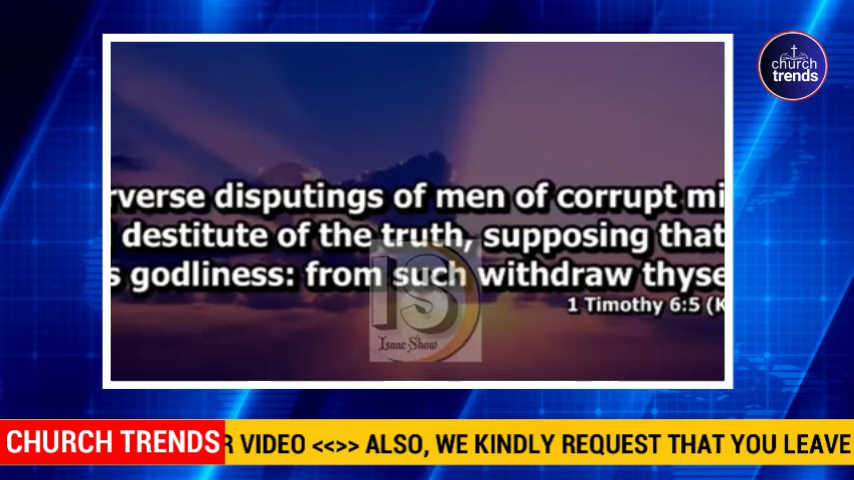 church
trends
rverse disputings of men of corrupt mi
destitute of the truth, supposing that
s godliness: from such withdraw thyse
1 Timothy 6:5 (K
IS
Isaac Show
CHURCH TRENDS
R VIDEO <<>> ALSO, WE KINDLY REQUEST THAT YOU LEAVE